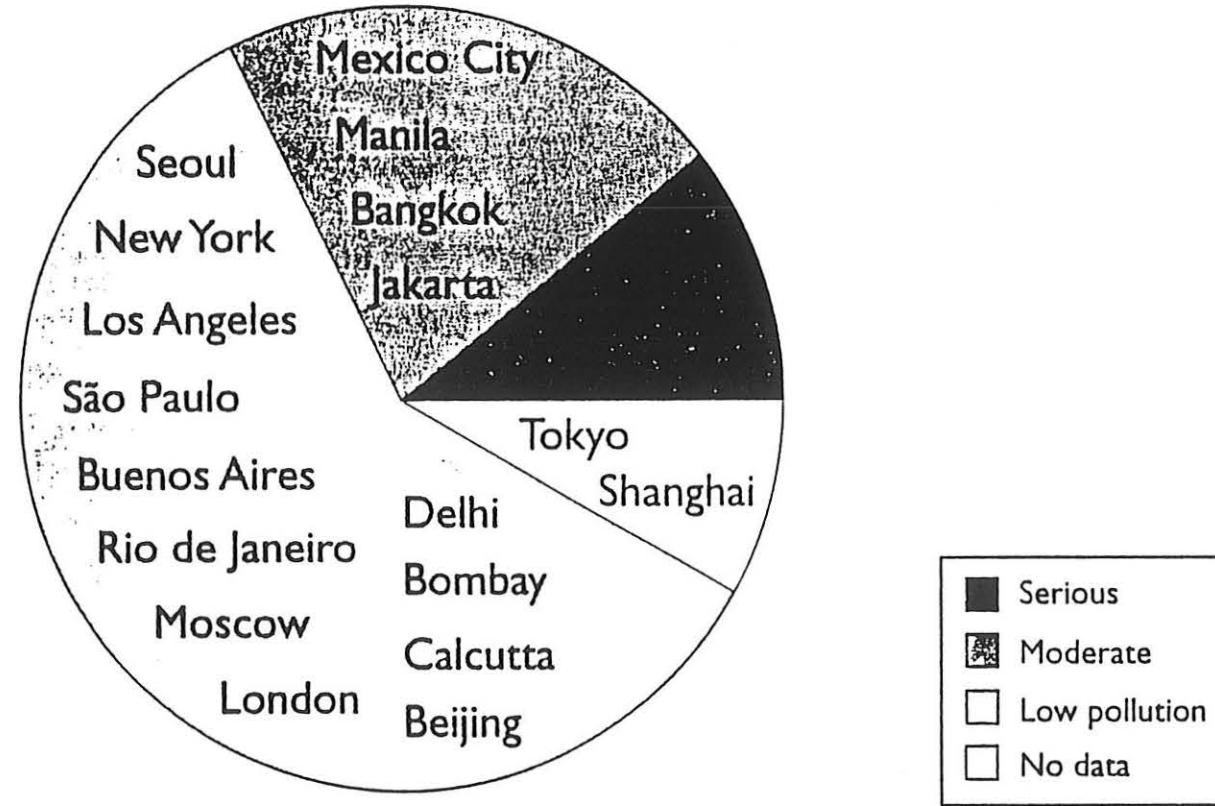 Mexico City
Manila
Bangkok
Jakarta
Seoul
New York
Los Angeles
São Paulo
Buenos Aires
Rio de Janeiro
Moscow
London
Delhi
Bombay
Calcutta
Beijing
Tokyo
Shanghai
Serious
Moderate
Low pollution
No data